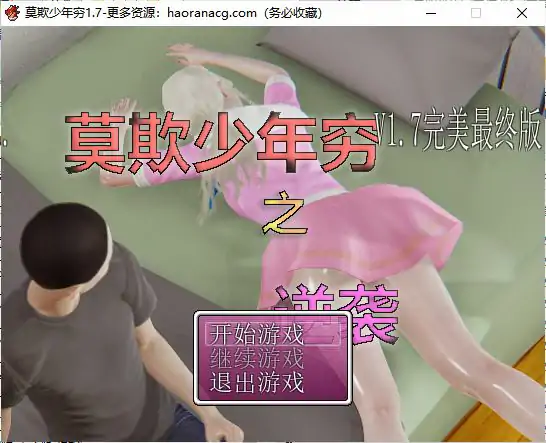 莫欺少年穷1.7-更多资源：haoranacg.com（务必收藏）
莫欺少年穷
V1.7完美最终版
之
逆袭
开始游戏
继续游戏
退出游戏